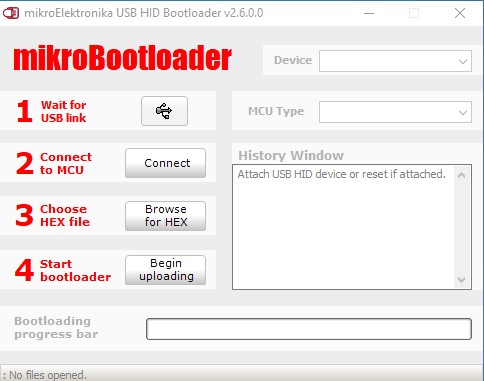 mikroElektronika USB HID Bootloader v2.6.0.0
mikroBootloader
Device
1 Wait for
USB link
MCU Type
2 Connect
to MCU
Connect
History Window
Attach USB HID device or reset if attached.
3 Choose
HEX file
Browse
for HEX
4 Start
bootloader
Begin
uploading
Bootloading
progress bar
: No files opened.